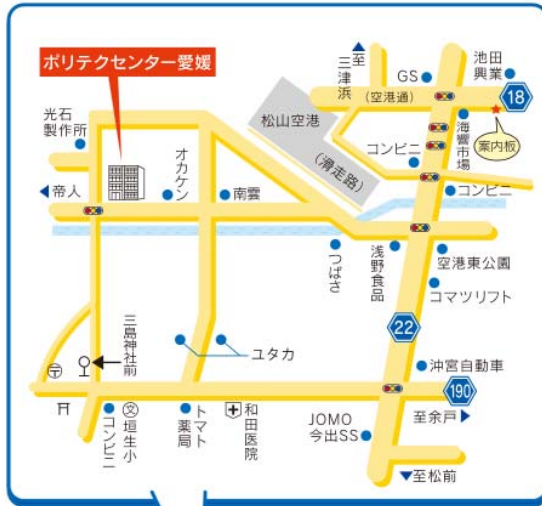 ポリテクセンター愛媛
光石
製作所
帝人
オカケン
南雲
松山空港
(滑走路)
至
三津浜
GS
(空港通)
池田
興業
18
案内板
海響市場
コンビニ
コンビニ
つばさ
浅野食品
空港東公園
コマツリフト
22
三島神社前
ユタカ
沖宮自動車
190
至余戸
〒
文
垣生小
コンビニ
トマト
薬局
和田医院
JOMO
今出SS
至松前